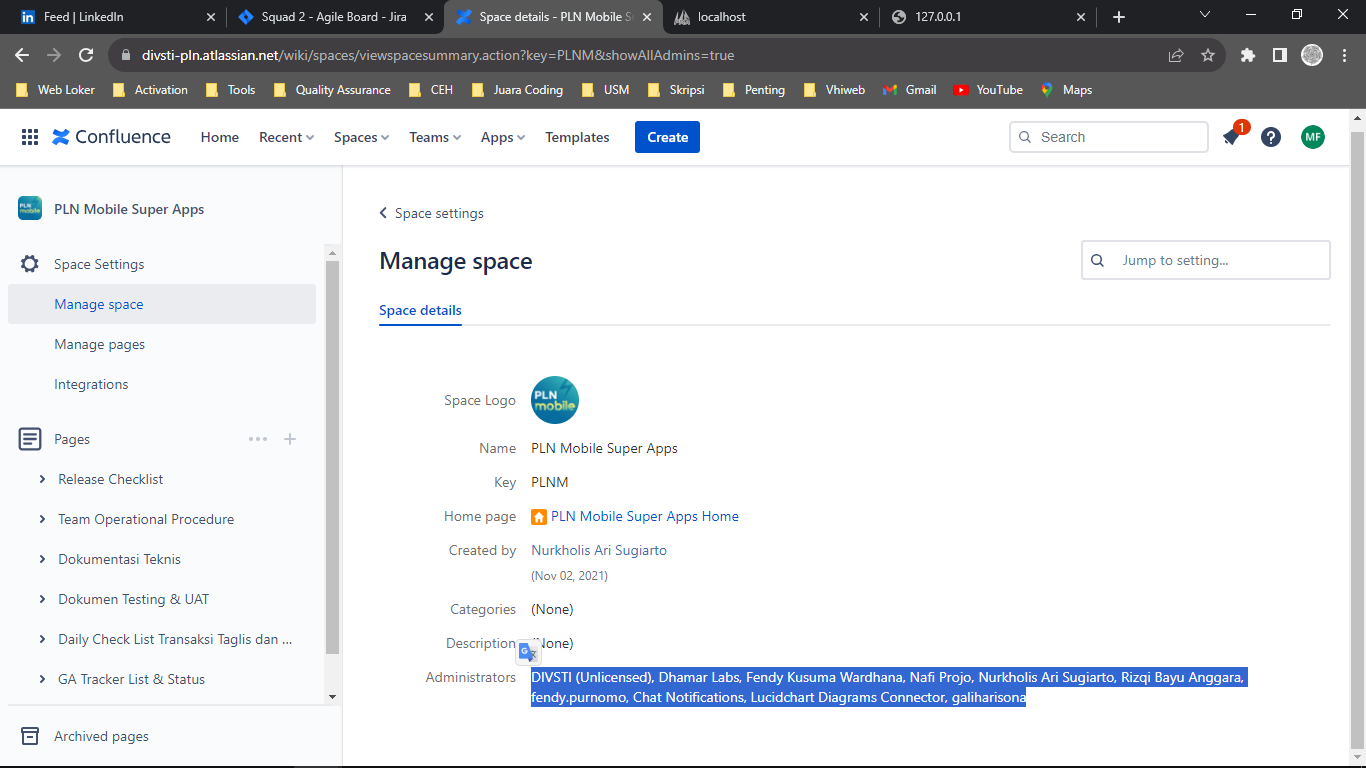 Feed | LinkedIn
Squad 2 - Agile Board - Jira
Space details - PLN Mobile S
localhost
127.0.0.1
divsti-pln.atlassian.net/wiki/spaces/viewspacesummary.action?key=PLNM&showAllAdmins=true
Web Loker
Activation
Tools
Quality Assurance
CEH
Juara Coding
USM
Skripsi
Penting
Vhiweb
Gmail
YouTube
Maps
Confluence
Home
Recent
Spaces
Teams
Apps
Templates
Create
Search
1
MF
PLN mobile
PLN Mobile Super Apps
Space Settings
Manage space
Manage pages
Integrations
Pages
Release Checklist
Team Operational Procedure
Dokumentasi Teknis
Dokumen Testing & UAT
Daily Check List Transaksi Taglis dan ...
GA Tracker List & Status
Archived pages
Space settings
Manage space
Jump to setting...
Space details
Space Logo
PLN
mobile
Name PLN Mobile Super Apps
Key PLNM
Home page PLN Mobile Super Apps Home
Created by Nurkholis Ari Sugiarto
(Nov 02, 2021)
Categories (None)
Description (None)
Administrators DIVSTI (Unlicensed), Dhamar Labs, Fendy Kusuma Wardhana, Nafi Projo, Nurkholis Ari Sugiarto, Rizqi Bayu Anggara,
fendy.purnomo, Chat Notifications, Lucidchart Diagrams Connector, galiharisona